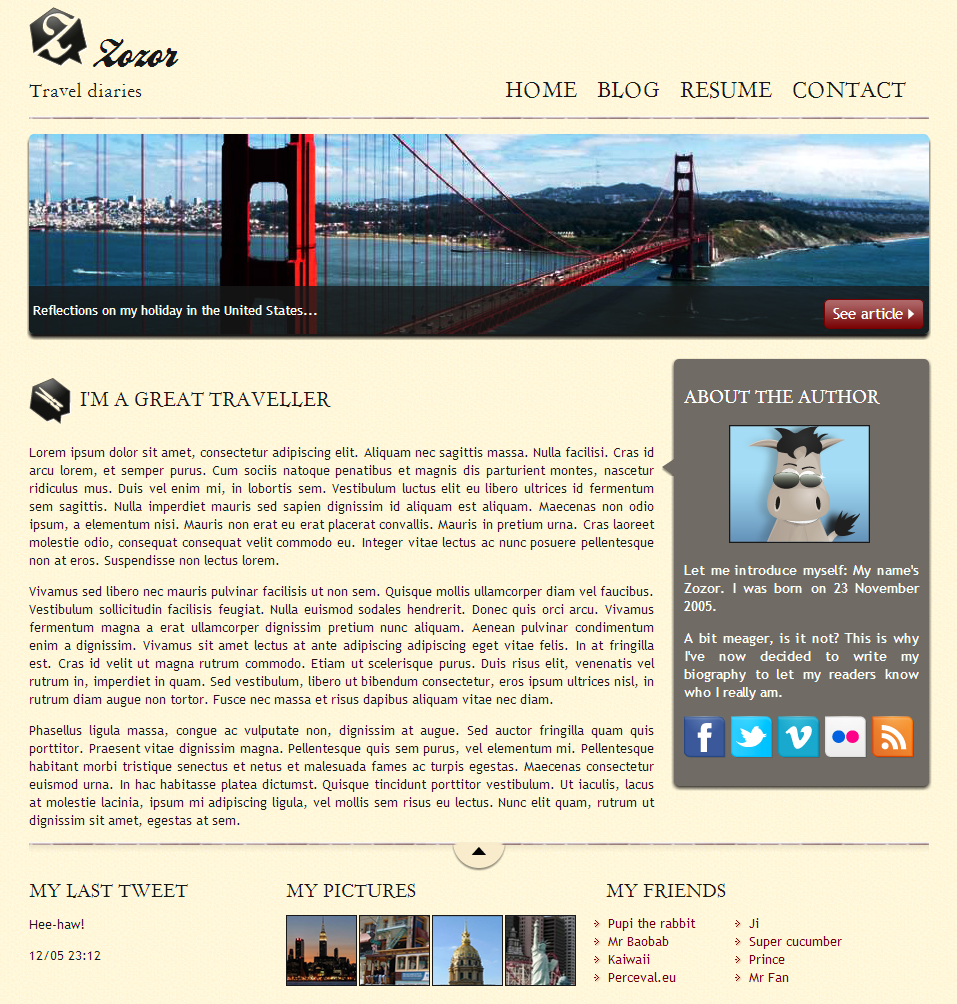 Zozor
Travel diaries
HOME BLOG RESUME CONTACT
Reflections on my holiday in the United States...
See article
I'M A GREAT TRAVELLER
Lorem ipsum dolor sit amet, consectetur adipiscing elit. Aliquam nec sagittis massa. Nulla facilisi. Cras id
arcu lorem, et semper purus. Cum sociis natoque penatibus et magnis dis parturient montes, nascetur
ridiculus mus. Duis vel enim mi, in lobortis sem. Vestibulum luctus elit eu libero ultrices id fermentum
sem sagittis. Nulla imperdiet mauris sed sapien dignissim id aliquam est aliquam. Maecenas non odio
ipsum, a elementum nisi. Mauris non erat eu erat placerat convallis. Mauris in pretium urna. Cras laoreet
molestie odio, consequat consequat velit commodo eu. Integer vitae lectus ac nunc posuere pellentesque
non at eros. Suspendisse non lectus lorem.
Vivamus sed libero nec mauris pulvinar facilisis ut non sem. Quisque mollis ullamcorper diam vel faucibus.
Vestibulum sollicitudin facilisis feugiat. Nulla euismod sodales hendrerit. Donec quis orci arcu. Vivamus
fermentum magna a erat ullamcorper dignissim pretium nunc aliquam. Aenean pulvinar condimentum
enim a dignissim. Vivamus sit amet lectus at ante adipiscing adipiscing eget vitae felis. In at fringilla
est. Cras id velit ut magna rutrum commodo. Etiam ut scelerisque purus. Duis risus elit, venenatis vel
rutrum in, imperdiet in quam. Sed vestibulum, libero ut bibendum consectetur, eros ipsum ultrices nisl, in
rutrum diam augue non tortor. Fusce nec massa et risus dapibus aliquam vitae nec diam.
Phasellus ligula massa, congue ac vulputate non, dignissim at augue. Sed auctor fringilla quam quis
porttitor. Praesent vitae dignissim magna. Pellentesque quis sem purus, vel elementum mi. Pellentesque
habitant morbi tristique senectus et netus et malesuada fames ac turpis egestas. Maecenas consectetur
euismod urna. In hac habitasse platea dictumst. Quisque tincidunt porttitor vestibulum. Ut iaculis, lacus
at molestie lacinia, ipsum mi adipiscing ligula, vel mollis sem risus eu lectus. Nunc elit quam, rutrum ut
dignissim sit amet, egestas at sem.
ABOUT THE AUTHOR
Let me introduce myself: My name's
Zozor. I was born on 23 November
2005.
A bit meager, is it not? This is why
I've now decided to write my
biography to let my readers know
who I really am.
MY LAST TWEET
Hee-haw!
12/05 23:12
MY PICTURES
MY FRIENDS
Pupi the rabbit
Mr Baobab
Kaiwaii
Perceval.eu
Ji
Super cucumber
Prince
Mr Fan